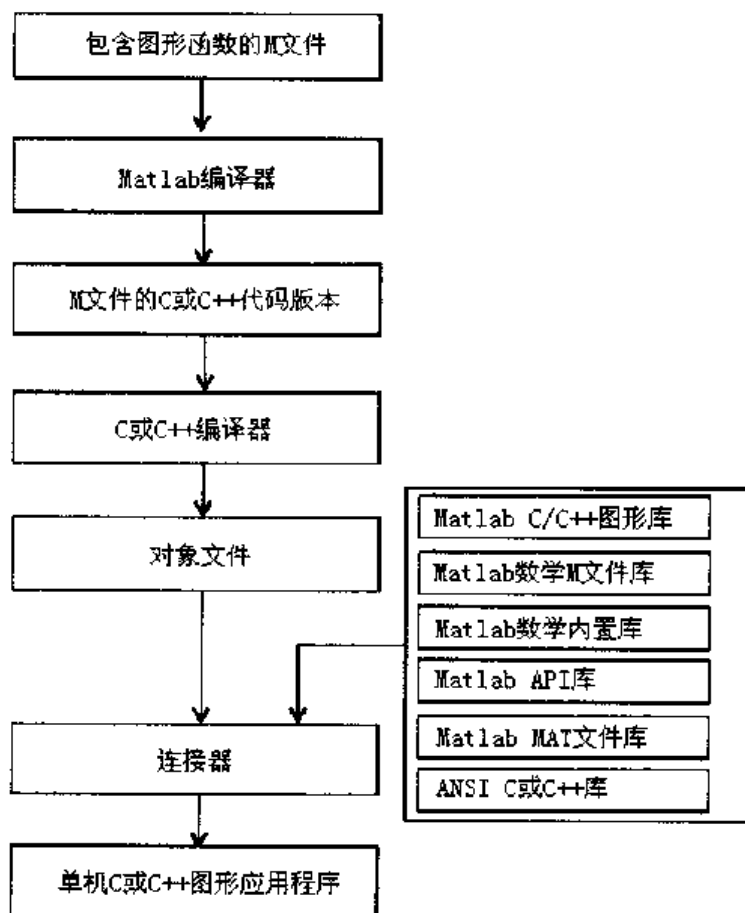 包含图形函数的M文件
Matlab编译器
M文件的C或C++代码版本
C或C++编译器
对象文件
Matlab C/C++图形库
Matlab数学M文件库
Matlab数学内置库
Matlab API库
Matlab MAT文件库
ANSI C或C++库
连接器
单机C或C++图形应用程序